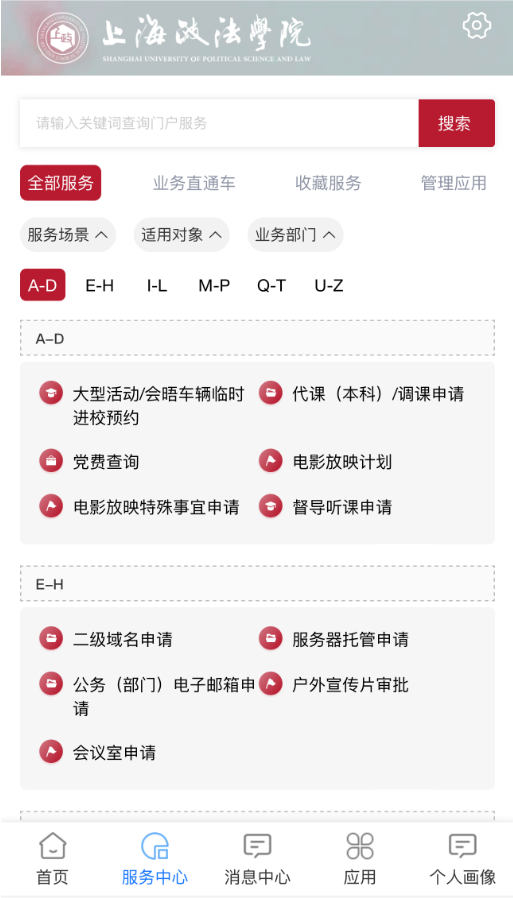 上政
上海政法學院
SHANGHAI UNIVERSITY OF POLITICAL SCIENCE AND LAW
请输入关键词查询门户服务
搜索
全部服务 业务直通车 收藏服务 管理应用
服务场景 适用对象 业务部门
A-D E-H I-L M-P Q-T U-Z
A–D
大型活动/会晤车辆临时
进校预约
代课（本科）/调课申请
党费查询
电影放映计划
电影放映特殊事宜申请
督导听课申请
E–H
二级域名申请
服务器托管申请
公务（部门）电子邮箱申
请
户外宣传片审批
会议室申请
首页 服务中心 消息中心 应用 个人画像